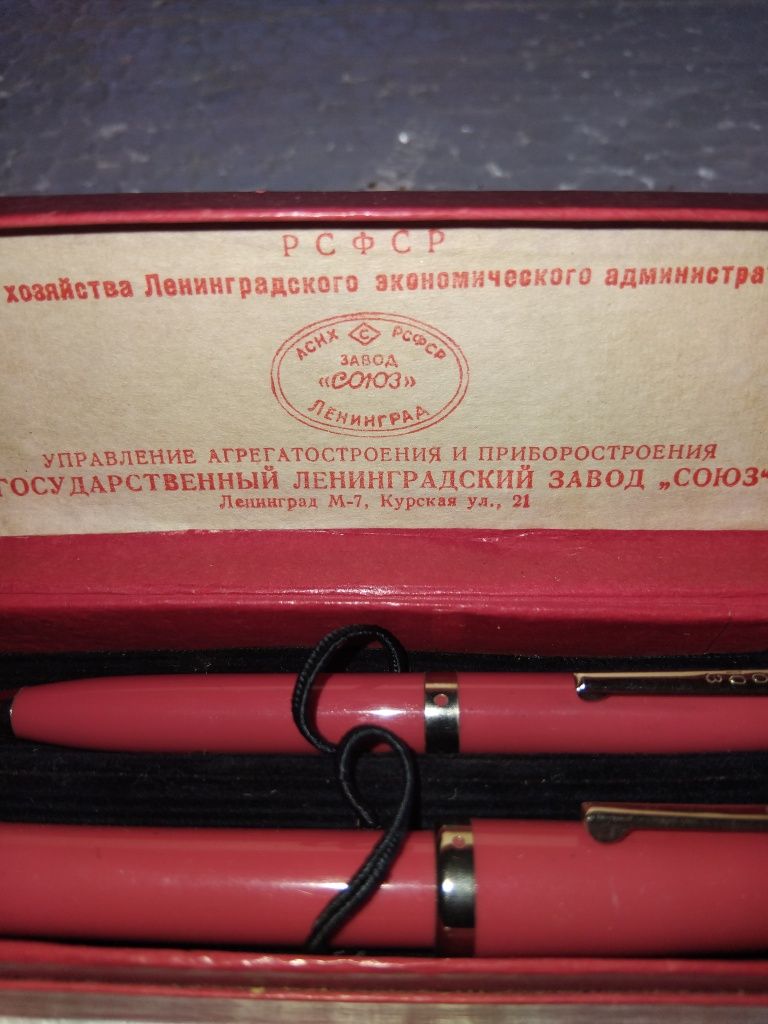 РСФСР
хозяйства Ленинградского экономического администра
АСНХ С РСФСР
ЗАВОД
«СОЮЗ»
ЛЕНИНГРАД
УПРАВЛЕНИЕ АГРЕГАТОСТРОЕНИЯ И ПРИБОРОСТРОЕНИЯ
ГОСУДАРСТВЕННЫЙ ЛЕНИНГРАДСКИЙ ЗАВОД „СОЮЗ“
Ленинград М-7, Курская ул., 21